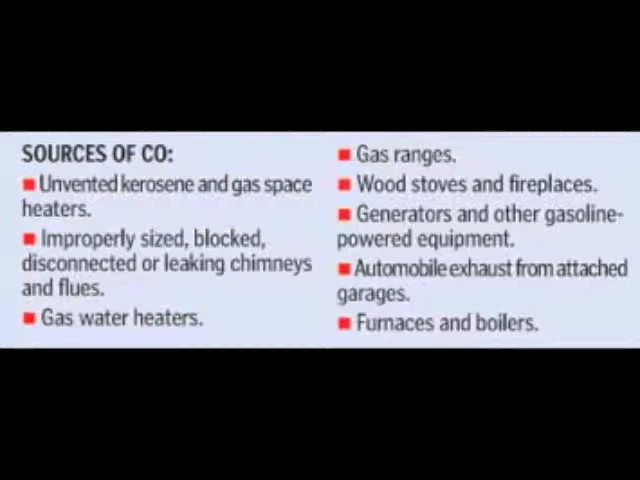 SOURCES OF CO:
■ Unvented kerosene and gas space
heaters.
■ Improperly sized, blocked,
disconnected or leaking chimneys
and flues.
■ Gas water heaters.
■ Gas ranges.
■ Wood stoves and fireplaces.
■ Generators and other gasoline-
powered equipment.
■ Automobile exhaust from attached
garages.
■ Furnaces and boilers.